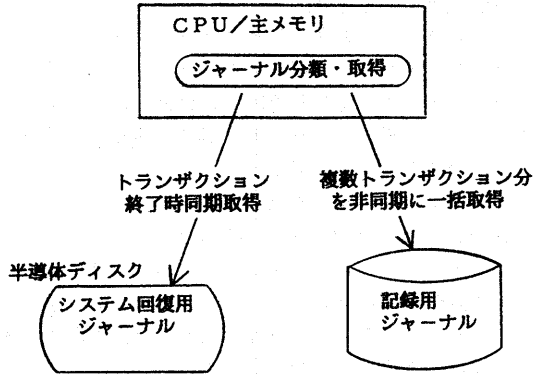 ＣＰＵ／主メモリ
ジャーナル分類・取得
トランザクション
終了時同期取得
複数トランザクション分
を非同期に一括取得
半導体ディスク
システム回復用
ジャーナル
記録用
ジャーナル